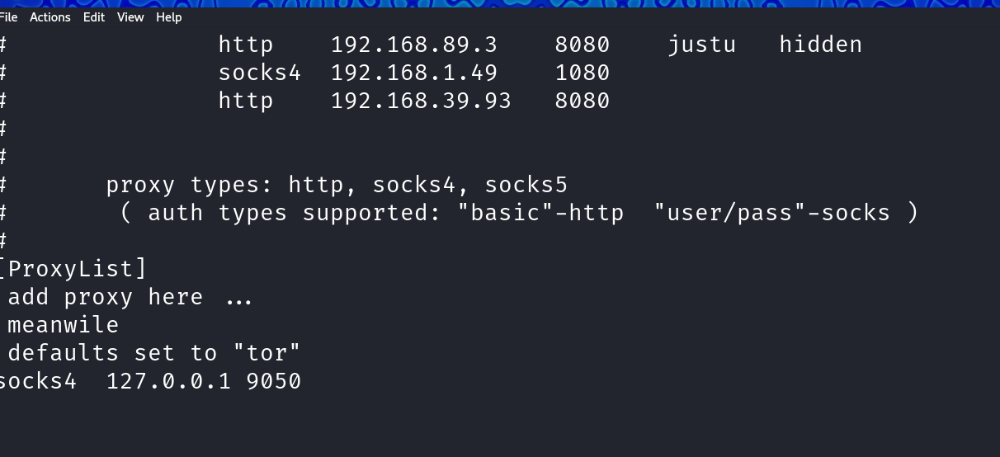 File Actions Edit View Help
# http 192.168.89.3 8080 justu hidden
# socks4 192.168.1.49 1080
# http 192.168.39.93 8080
#
#
# proxy types: http, socks4, socks5
# ( auth types supported: "basic"-http "user/pass"-socks )
#
[ProxyList]
add proxy here ...
meanwile
defaults set to "tor"
socks4 127.0.0.1 9050